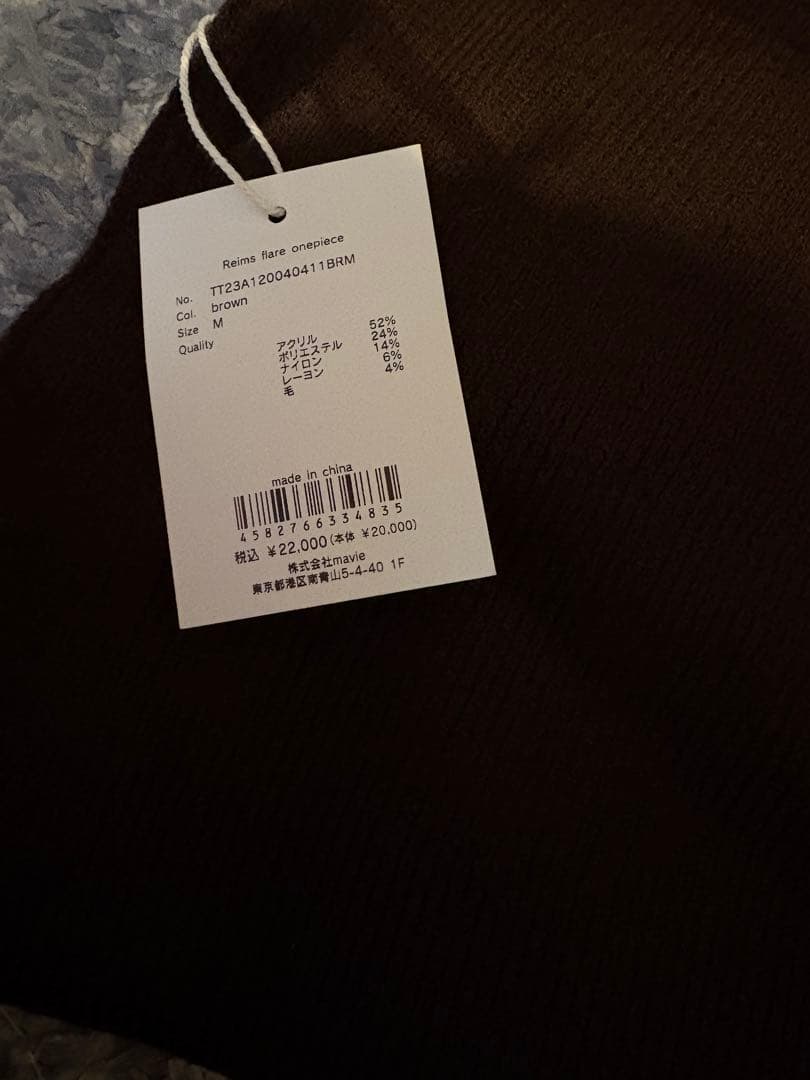 Reims flare onepiece
No. TT23A120040411BRM
Col. brown
Size M
Quality
アクリル 52%
ポリエステル 24%
ナイロン 14%
レーヨン 6%
毛 4%
made in china
4582766334835
税込 ¥22,000(本体 ¥20,000)
株式会社mavie
東京都港区南青山5-4-40 1F